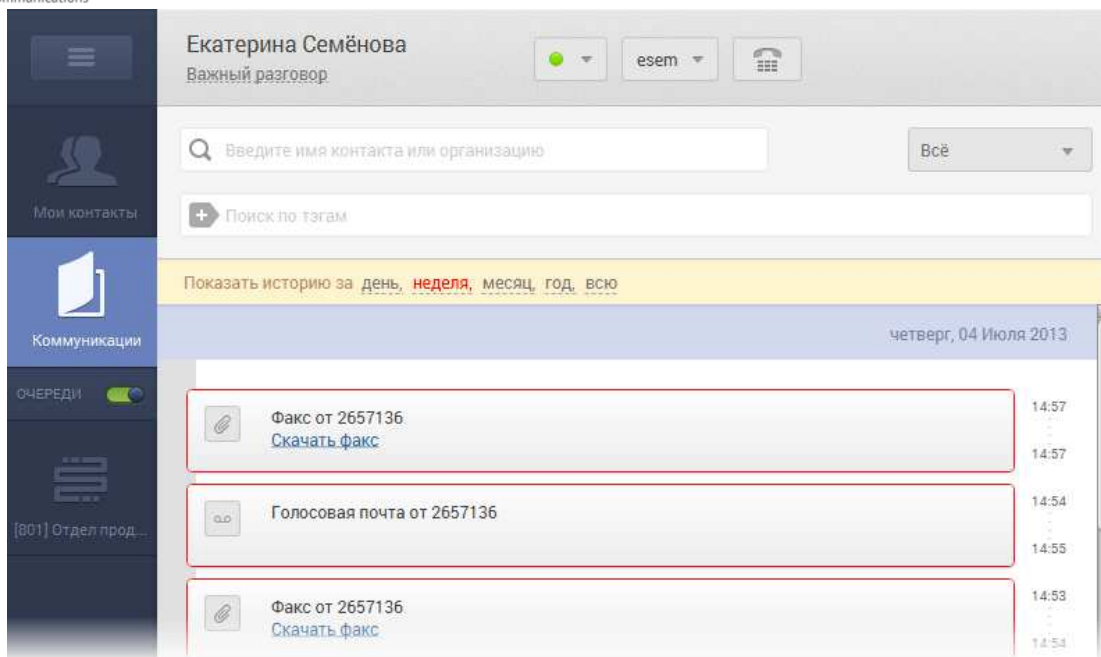 Екатерина Семёнова
Важный разговор
esem
Введите имя контакта или организацию
Всё
Мои контакты
Поиск по тэгам
Показать историю за день, неделя, месяц, год, всю
Коммуникации
четверг, 04 Июля 2013
ОЧЕРЕДИ
Факс от 2657136
14:57
Скачать факс
14:57
Голосовая почта от 2657136
14:54
[801] Отдел прод...
14:55
Факс от 2657136
14:53
Скачать факс
14:54